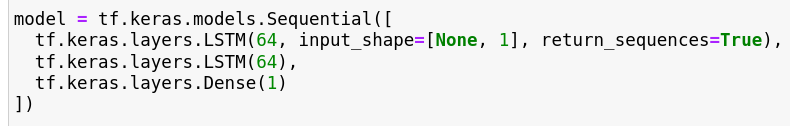 model = tf.keras.models.Sequential([
  tf.keras.layers.LSTM(64, input_shape=[None, 1], return_sequences=True),
  tf.keras.layers.LSTM(64),
  tf.keras.layers.Dense(1)
])